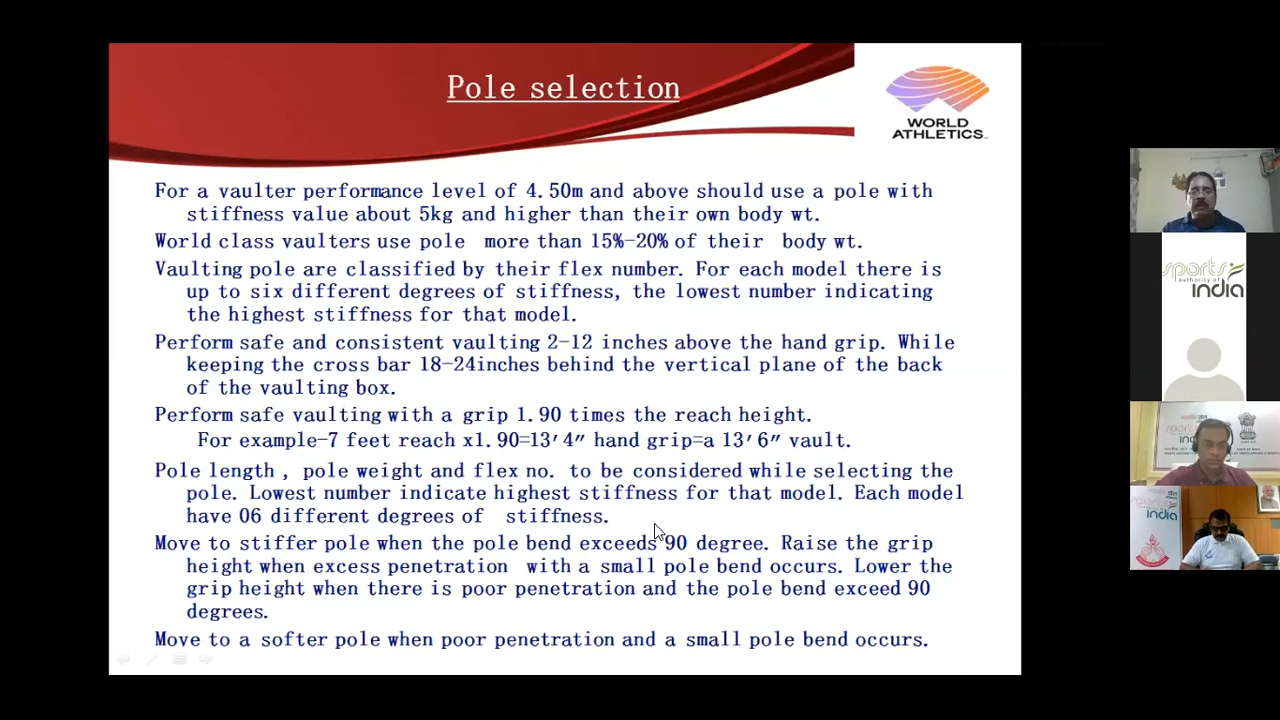 Pole selection
WORLD
ATHLETICS
For a vaulter performance level of 4.50m and above should use a pole with
stiffness value about 5kg and higher than their own body wt.
World class vaulters use pole more than 15%-20% of their body wt.
Vaulting pole are classified by their flex number. For each model there is
up to six different degrees of stiffness, the lowest number indicating
the highest stiffness for that model.
Perform safe and consistent vaulting 2-12 inches above the hand grip. While
keeping the cross bar 18-24inches behind the vertical plane of the back
of the vaulting box.
Perform safe vaulting with a grip 1.90 times the reach height.
For example-7 feet reach x1.90=13′4″ hand grip=a 13′6″ vault.
Pole length , pole weight and flex no. to be considered while selecting the
pole. Lowest number indicate highest stiffness for that model. Each model
have 06 different degrees of stiffness.
Move to stiffer pole when the pole bend exceeds 90 degree. Raise the grip
height when excess penetration with a small pole bend occurs. Lower the
grip height when there is poor penetration and the pole bend exceed 90
degrees.
Move to a softer pole when poor penetration and a small pole bend occurs.
sports
authority of
india
india